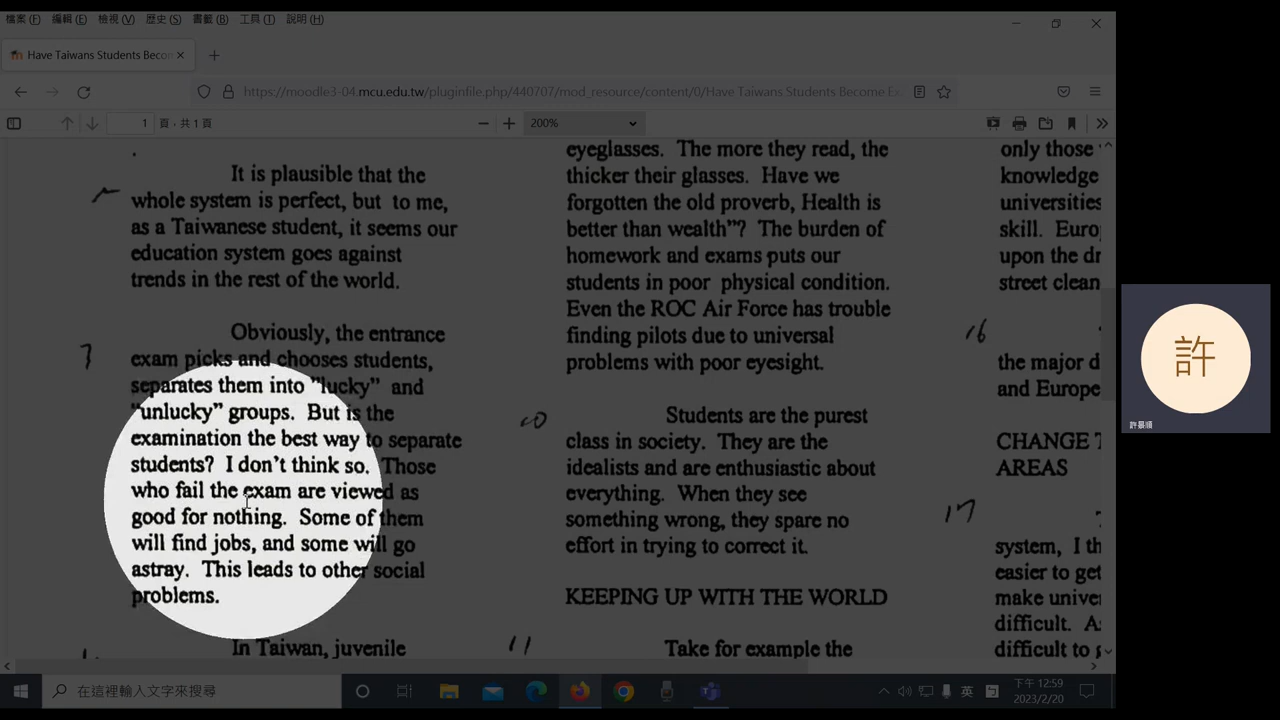 檔案(F) 編輯(E) 檢視(V) 歷史(S) 書籤(B) 工具(T) 說明(H)
Have Taiwans Students Becom
https://moodle3-04.mcu.edu.tw/pluginfile.php/440707/mod_resource/content/0/Have Taiwans Students Become Ex
1 頁 · 共 1 頁
200%
It is plausible that the
whole system is perfect, but to me,
as a Taiwanese student, it seems our
education system goes against
trends in the rest of the world.
7
Obviously, the entrance
exam picks and chooses students,
separates them into "lucky" and
"unlucky" groups. But is the
examination the best way to separate
students? I don't think so. Those
who fail the exam are viewed as
good for nothing. Some of them
will find jobs, and some will go
astray. This leads to other social
problems.
In Taiwan, juvenile
eyeglasses. The more they read, the
thicker their glasses. Have we
forgotten the old proverb, Health is
better than wealth"? The burden of
homework and exams puts our
students in poor physical condition.
Even the ROC Air Force has trouble
finding pilots due to universal
problems with poor eyesight.
10
Students are the purest
class in society. They are the
idealists and are enthusiastic about
everything. When they see
something wrong, they spare no
effort in trying to correct it.
KEEPING UP WITH THE WORLD
11
Take for example the
only those
knowledge
universities
skill. Euro
upon the dr
street clean
16
the major d
and Europe
CHANGE T
AREAS
17
system, I th
easier to get
make unive
difficult. A
difficult to
許
許景順
在這裡輸入文字來搜尋
英
下午 12:59
2023/2/20